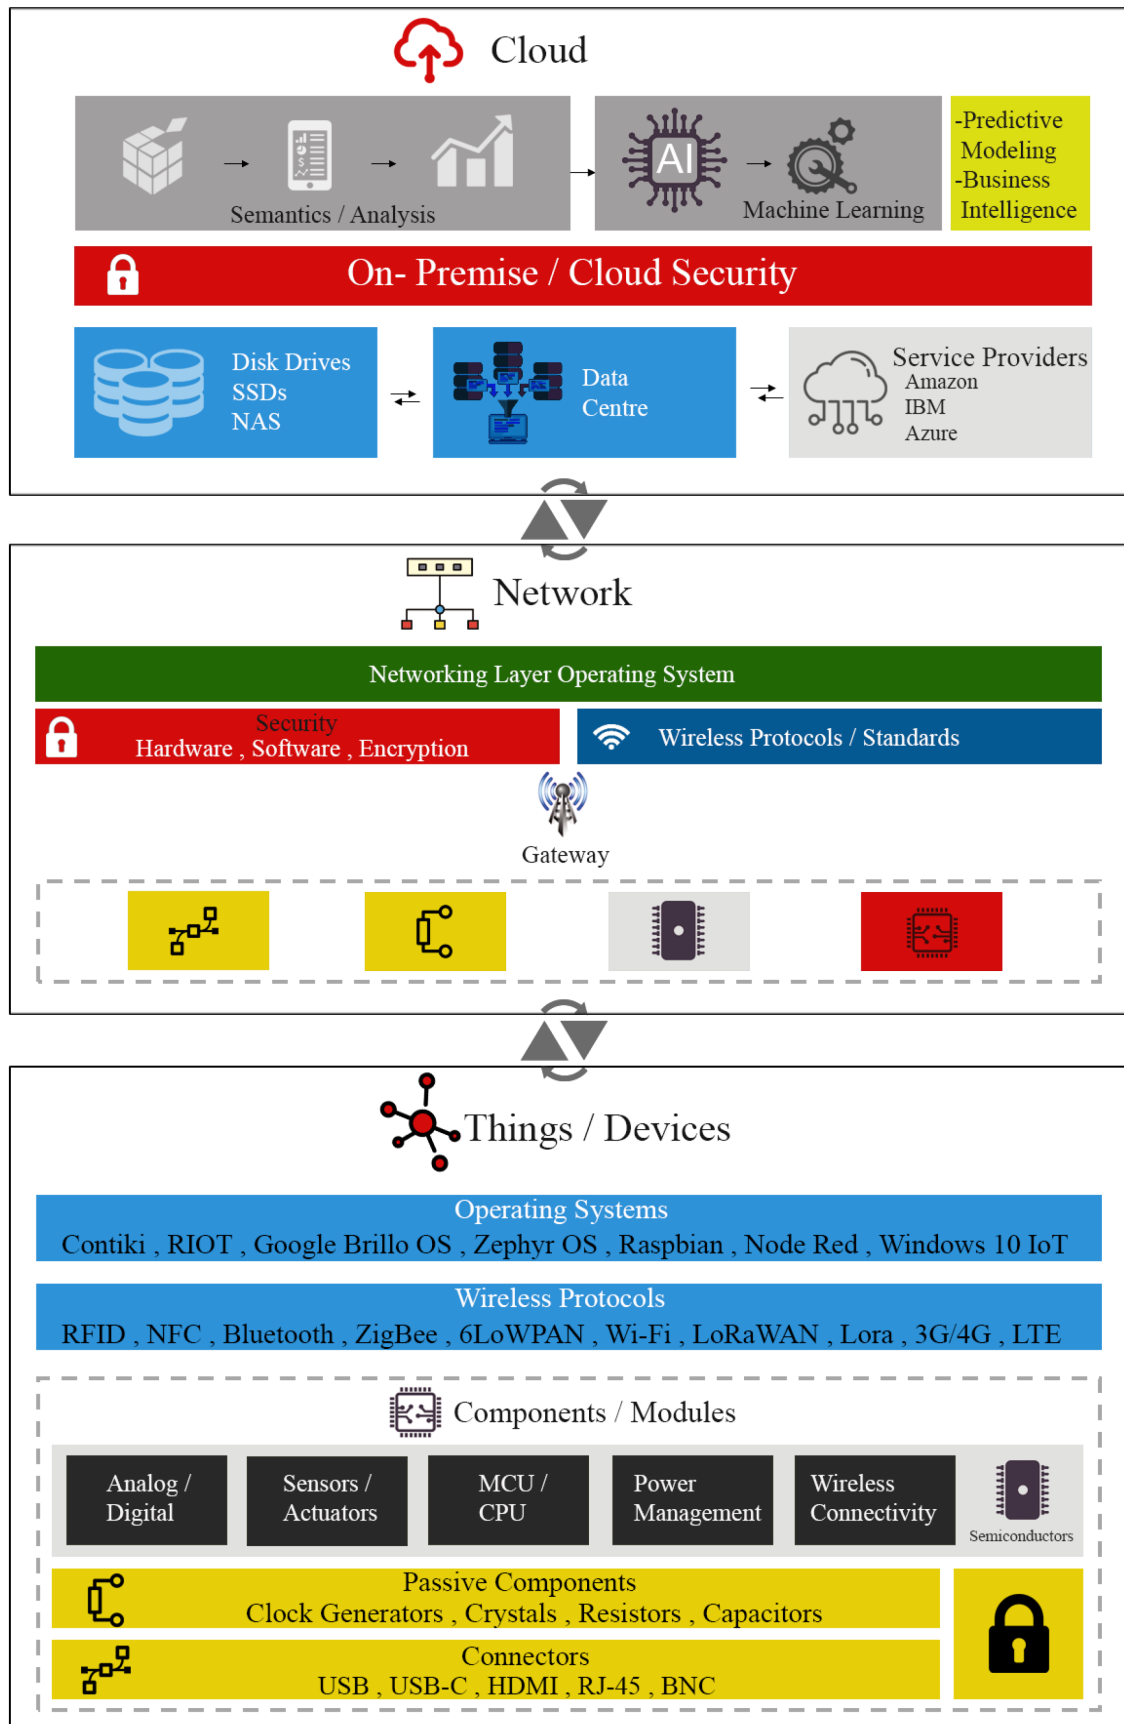 Cloud
Semantics / Analysis
AI
Machine Learning
-Predictive
Modeling
-Business
Intelligence
On- Premise / Cloud Security
Disk Drives
SSDs
NAS
Data
Centre
Service Providers
Amazon
IBM
Azure
Network
Networking Layer Operating System
Security
Hardware , Software , Encryption
Wireless Protocols / Standards
Gateway
Things / Devices
Operating Systems
Contiki , RIOT , Google Brillo OS , Zephyr OS , Raspbian , Node Red , Windows 10 IoT
Wireless Protocols
RFID , NFC , Bluetooth , ZigBee , 6LoWPAN , Wi-Fi , LoRaWAN , Lora , 3G/4G , LTE
Components / Modules
Analog /
Digital
Sensors /
Actuators
MCU /
CPU
Power
Management
Wireless
Connectivity
Semiconductors
Passive Components
Clock Generators , Crystals , Resistors , Capacitors
Connectors
USB , USB-C , HDMI , RJ-45 , BNC